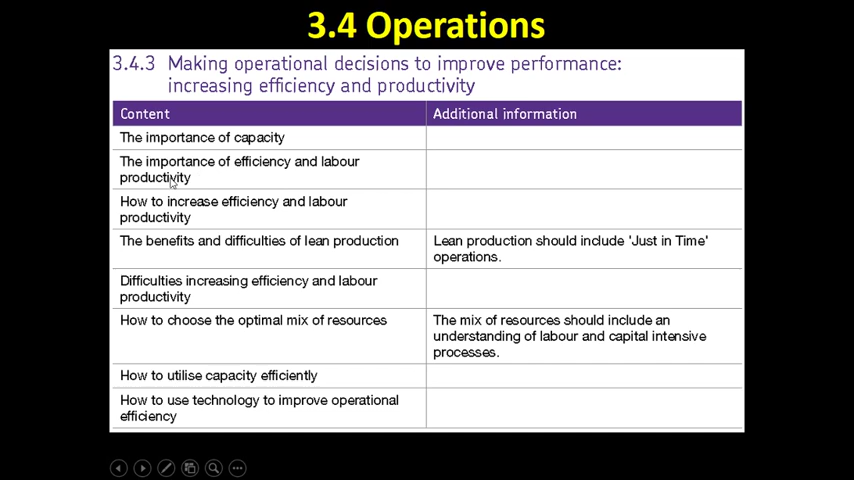 3.4 Operations
3.4.3 Making operational decisions to improve performance:
increasing efficiency and productivity
Content Additional information
The importance of capacity
The importance of efficiency and labour
productivity
How to increase efficiency and labour
productivity
The benefits and difficulties of lean production
Lean production should include 'Just in Time'
operations.
Difficulties increasing efficiency and labour
productivity
How to choose the optimal mix of resources
The mix of resources should include an
understanding of labour and capital intensive
processes.
How to utilise capacity efficiently
How to use technology to improve operational
efficiency